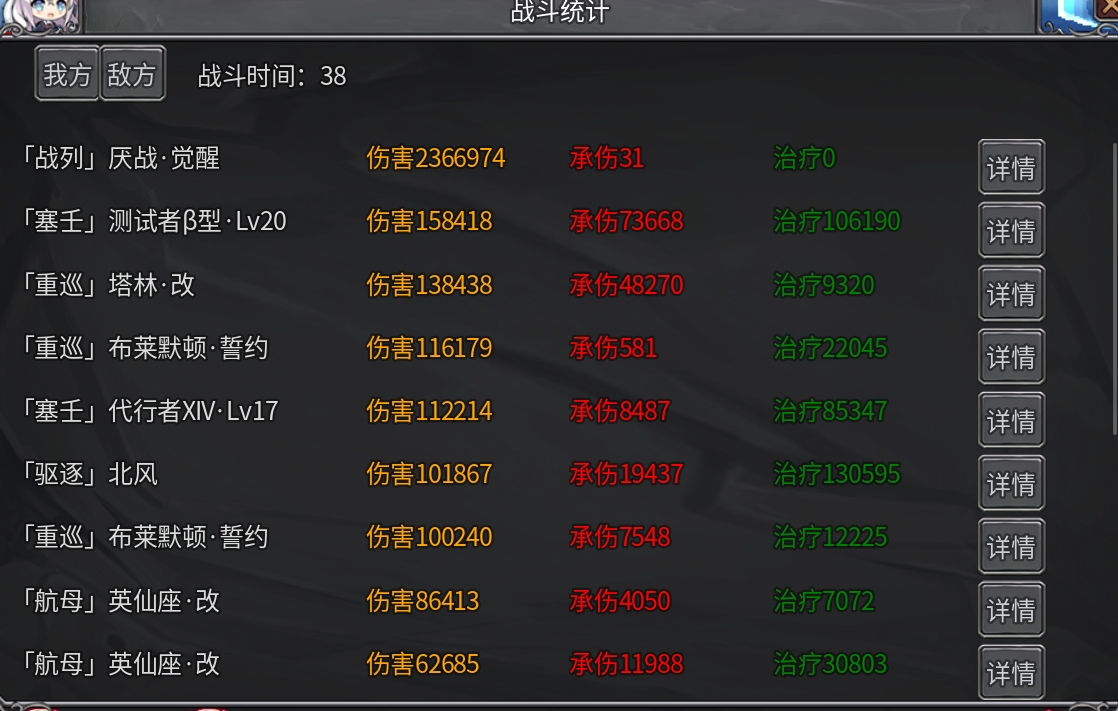 战斗统计
我方 敌方 战斗时间：38
「战列」厌战·觉醒 伤害2366974 承伤31 治疗0 详情
「塞壬」测试者β型·Lv20 伤害158418 承伤73668 治疗106190 详情
「重巡」塔林·改 伤害138438 承伤48270 治疗9320 详情
「重巡」布莱默顿·誓约 伤害116179 承伤581 治疗22045 详情
「塞壬」代行者XIV·Lv17 伤害112214 承伤8487 治疗85347 详情
「驱逐」北风 伤害101867 承伤19437 治疗130595 详情
「重巡」布莱默顿·誓约 伤害100240 承伤7548 治疗12225 详情
「航母」英仙座·改 伤害86413 承伤4050 治疗7072 详情
「航母」英仙座·改 伤害62685 承伤11988 治疗30803 详情